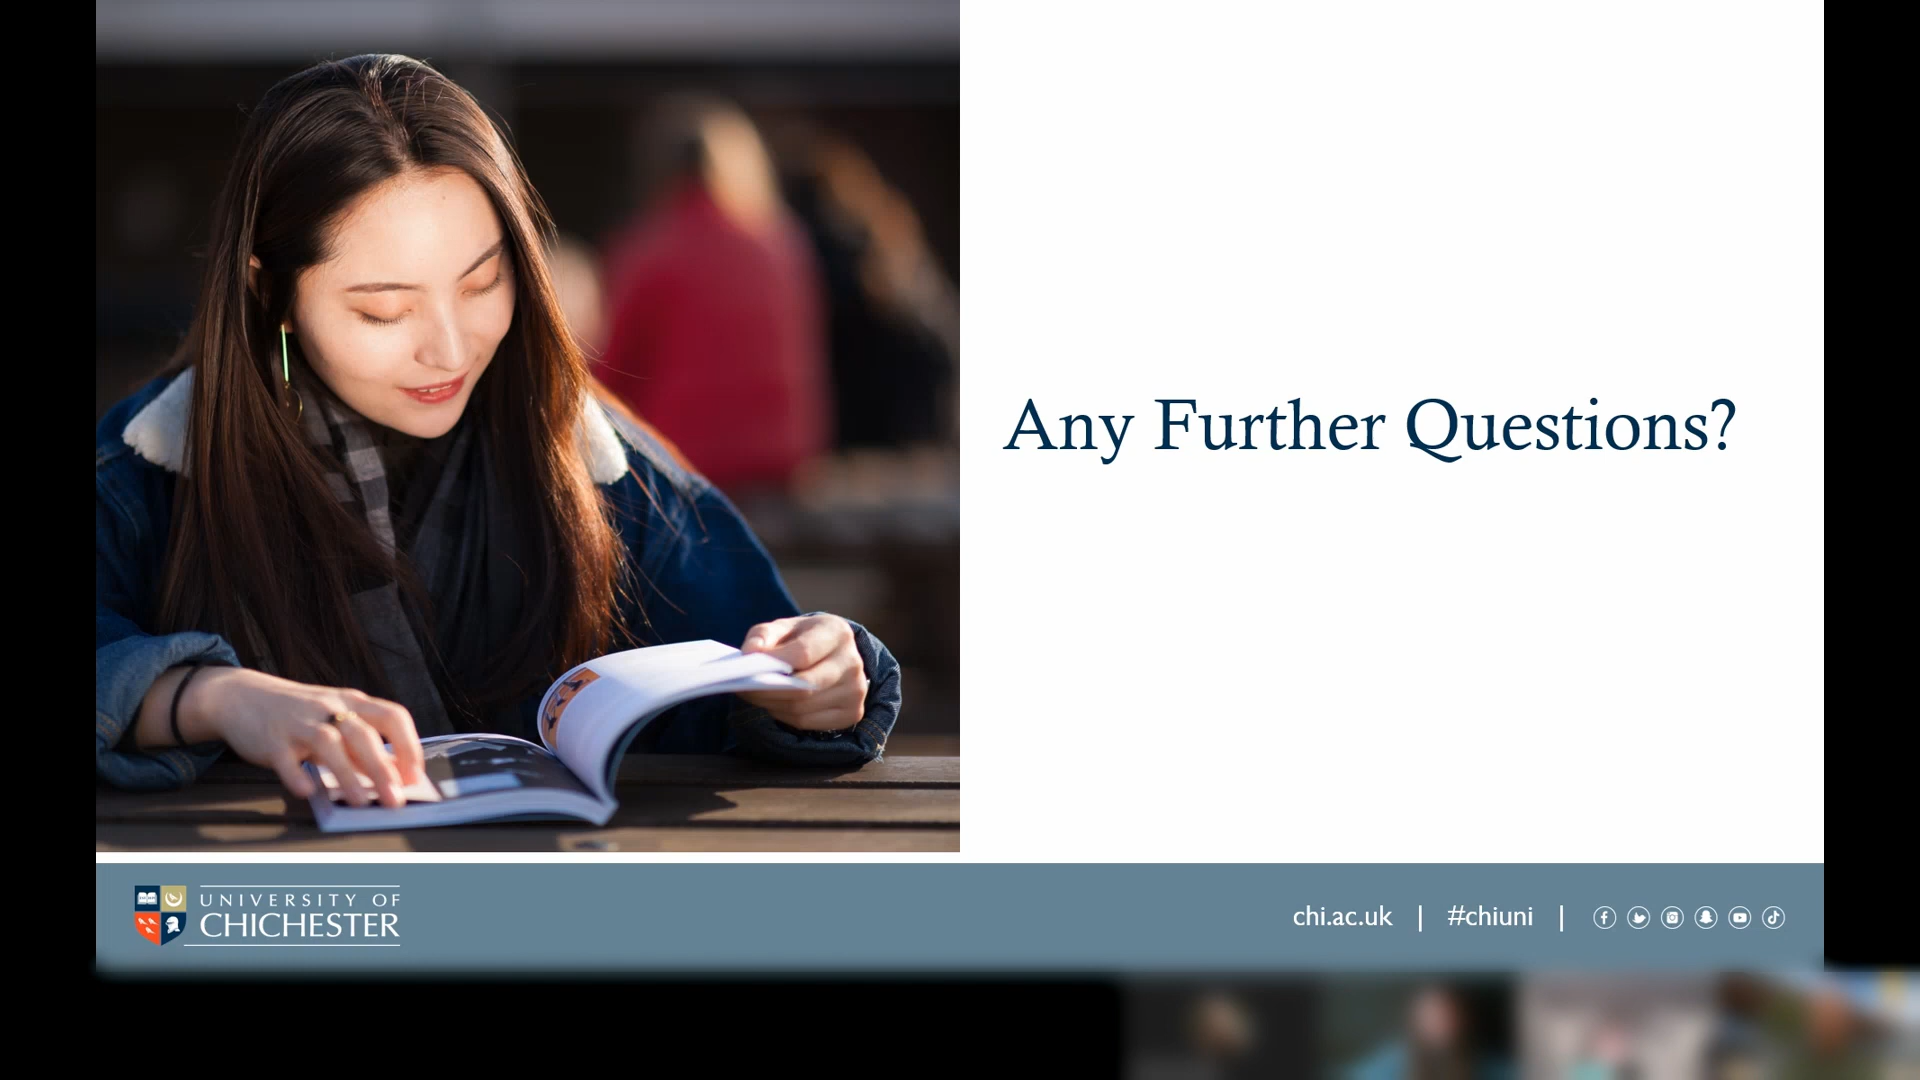 Any Further Questions?
UNIVERSITY OF
CHICHESTER
chi.ac.uk | #chiuni |